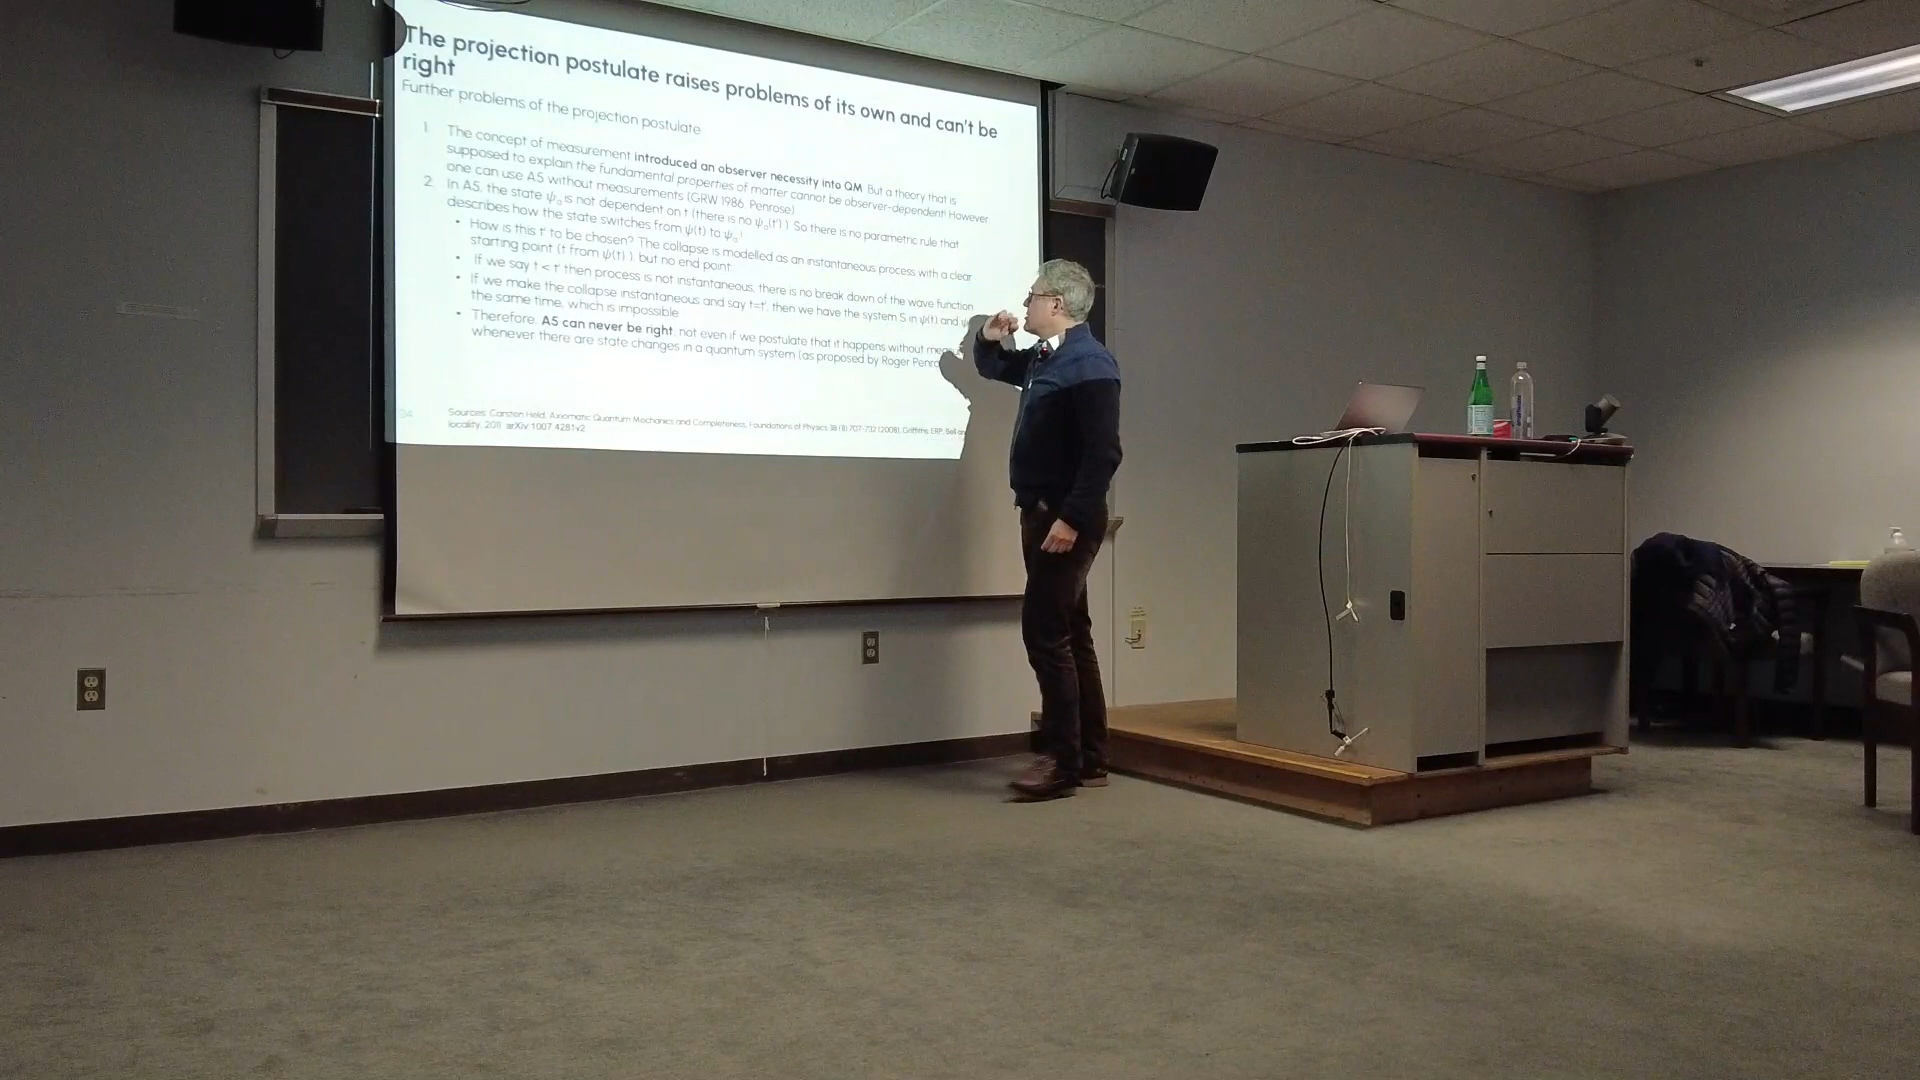 The projection postulate raises problems of its own and can't be
right
Further problems of the projection postulate
1. The concept of measurement introduced an observer necessity into QM. But a theory that is
supposed to explain the fundamental properties of matter cannot be observer-dependent! However
one can use A5 without measurements (GRW 1986, Penrose)
2. In A5, the state ψₐ is not dependent on t (there is no ψₐ(t') ). So there is no parametric rule that
describes how the state switches from ψ(t) to ψₐ!
• How is this t' to be chosen? The collapse is modelled as an instantaneous process with a clear
starting point (t from ψ(t) ), but no end point
• If we say t < t' then process is not instantaneous, there is no break down of the wave function
• If we make the collapse instantaneous and say t=t', then we have the system S in ψ(t) and
the same time, which is impossible
• Therefore, A5 can never be right, not even if we postulate that it happens without
whenever there are state changes in a quantum system (as proposed by Roger
34
Sources: Carsten Held, Axiomatic Quantum Mechanics and Completeness, Foundations of Physics 38 (8) 707-732 (2008), Griffiths, ERP, Bell
locality, 2011. arXiv:1007.4281v2